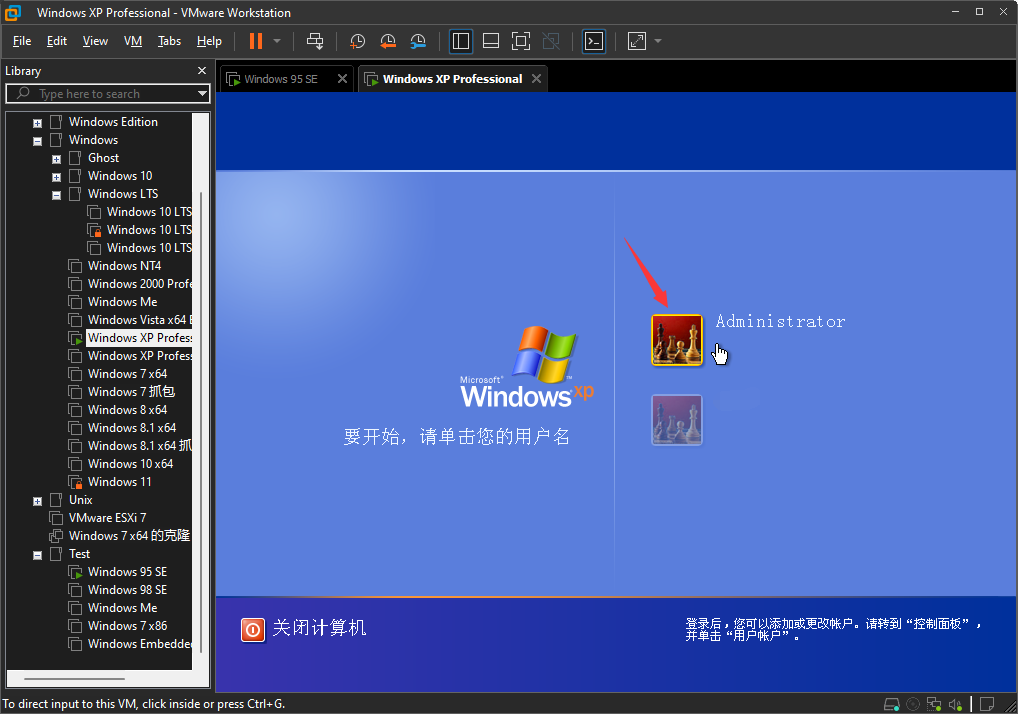 Windows XP Professional - VMware Workstation
File Edit View VM Tabs Help
Library
Type here to search
Windows 95 SE
Windows XP Professional
Windows Edition
Windows
Ghost
Windows 10
Windows LTS
Windows 10 LTS
Windows 10 LTS
Windows 10 LTS
Windows NT4
Windows 2000 Profe
Windows Me
Windows Vista x64 E
Windows XP Profess
Windows XP Profess
Windows 7 x64
Windows 7 抓包
Windows 8 x64
Windows 8.1 x64
Windows 8.1 x64 抓
Windows 10 x64
Windows 11
Unix
VMware ESXi 7
Windows 7 x64 的克隆
Test
Windows 95 SE
Windows 98 SE
Windows Me
Windows 7 x86
Windows Embedded
Microsoft®
Windows xp™
要开始，请单击您的用户名
Administrator
关闭计算机
登录后，您可以添加或更改帐户。请转到“控制面板”，
并单击“用户帐户”。
To direct input to this VM, click inside or press Ctrl+G.